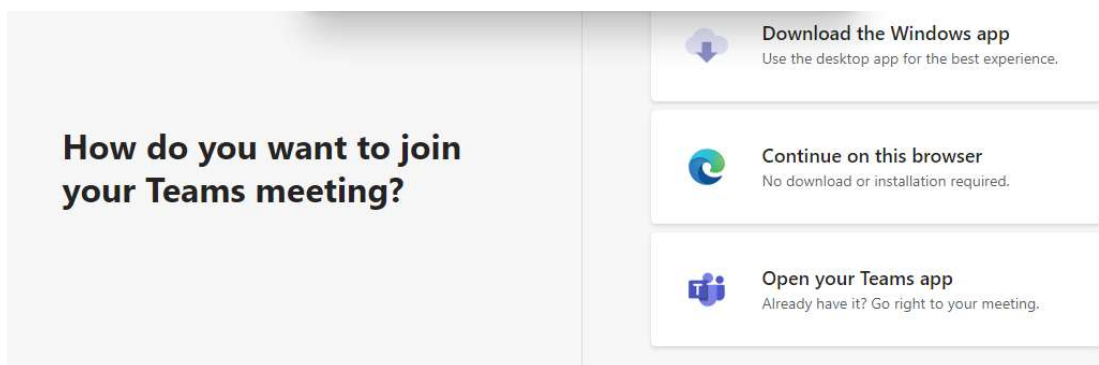 How do you want to join
your Teams meeting?
Download the Windows app
Use the desktop app for the best experience.
Continue on this browser
No download or installation required.
Open your Teams app
Already have it? Go right to your meeting.